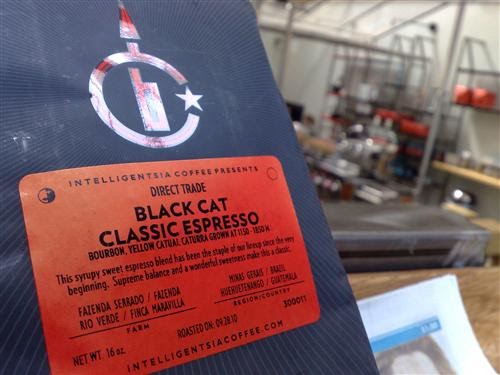 INTELLIGENTSIA COFFEE PRESENTS
DIRECT TRADE
BLACK CAT
CLASSIC ESPRESSO
BOURBON, YELLOW CATUAI, CATURRA GROWN AT 1150 - 1850 M.
This syrupy sweet espresso blend has been the staple of our lineup since the very
beginning. Supreme balance and a wonderful sweetness make this a classic.
FAZENDA SERRADO / FAIENDA
RIO VERDE / FINCA MARAVILLA
FARM
MINAS GERAIS / BRAZIL
HUEHUETENANGO / GUATEMALA
REGION/COUNTRY
300011
NET WT. 16 oz.
ROASTED ON: 09.28.10
INTELLIGENTSIACOFFEE.COM